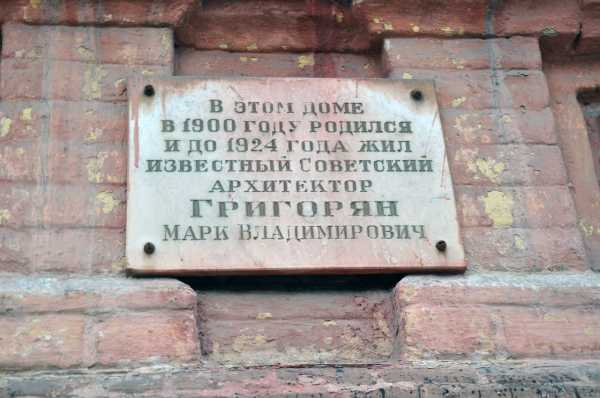 В ЭТОМ ДОМЕ
В 1900 ГОДУ РОДИЛСЯ
И ДО 1924 ГОДА ЖИЛ
ИЗВЕСТНЫЙ СОВЕТСКИЙ
АРХИТЕКТОР
ГРИГОРЯН
МАРК ВЛАДИМИРОВИЧ